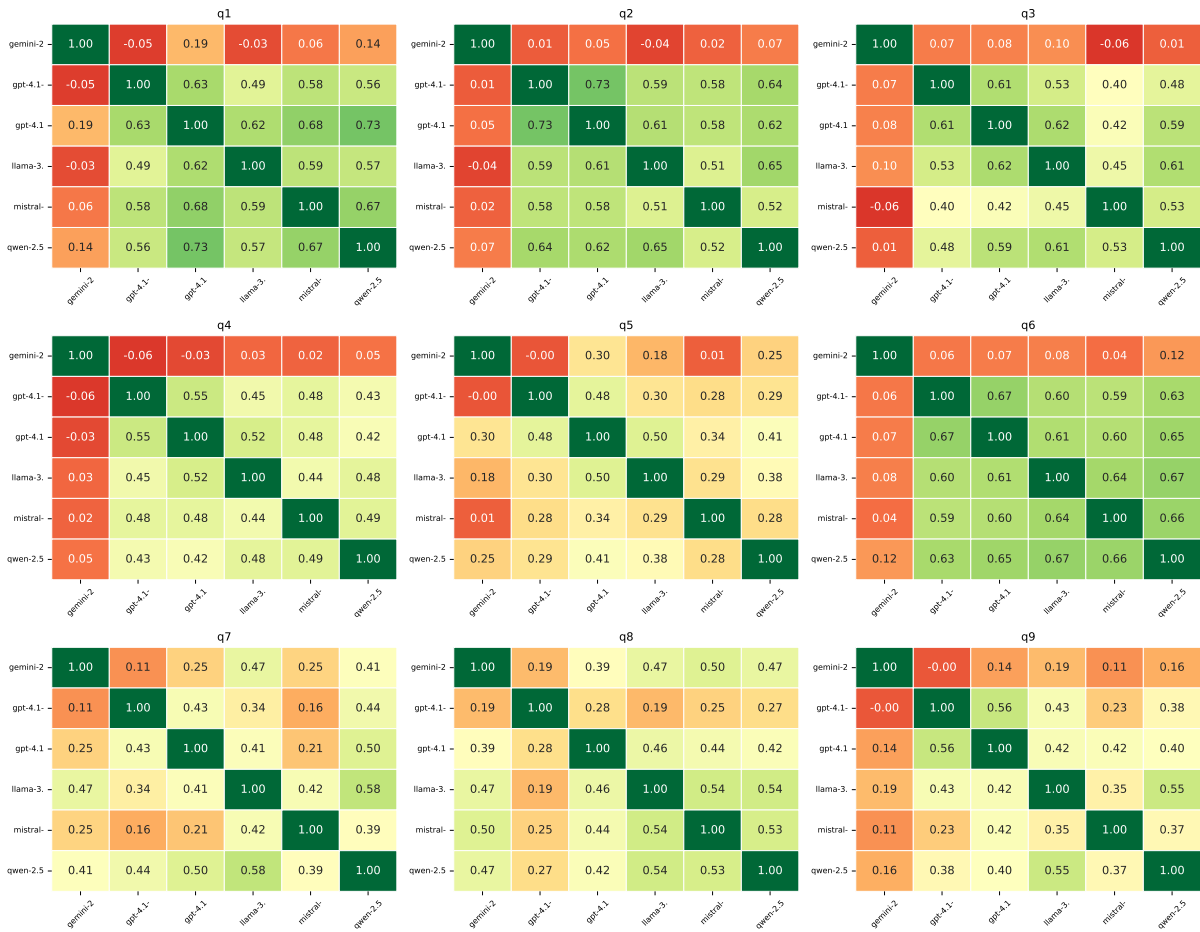 q1
q2
q3
gemini-2 1.00 -0.05 0.19 -0.03 0.06 0.14
gpt-4.1- -0.05 1.00 0.63 0.49 0.58 0.56
gpt-4.1 0.19 0.63 1.00 0.62 0.68 0.73
llama-3. -0.03 0.49 0.62 1.00 0.59 0.57
mistral- 0.06 0.58 0.68 0.59 1.00 0.67
qwen-2.5 0.14 0.56 0.73 0.57 0.67 1.00
gemini-2 gpt-4.1- gpt-4.1 llama-3. mistral- qwen-2.5
gemini-2 1.00 0.01 0.05 -0.04 0.02 0.07
gpt-4.1- 0.01 1.00 0.73 0.59 0.58 0.64
gpt-4.1 0.05 0.73 1.00 0.61 0.58 0.62
llama-3. -0.04 0.59 0.61 1.00 0.51 0.65
mistral- 0.02 0.58 0.58 0.51 1.00 0.52
qwen-2.5 0.07 0.64 0.62 0.65 0.52 1.00
gemini-2 gpt-4.1- gpt-4.1 llama-3. mistral- qwen-2.5
gemini-2 1.00 0.07 0.08 0.10 -0.06 0.01
gpt-4.1- 0.07 1.00 0.61 0.53 0.40 0.48
gpt-4.1 0.08 0.61 1.00 0.62 0.42 0.59
llama-3. 0.10 0.53 0.62 1.00 0.45 0.61
mistral- -0.06 0.40 0.42 0.45 1.00 0.53
qwen-2.5 0.01 0.48 0.59 0.61 0.53 1.00
gemini-2 gpt-4.1- gpt-4.1 llama-3. mistral- qwen-2.5
q4
q5
q6
gemini-2 1.00 -0.06 -0.03 0.03 0.02 0.05
gpt-4.1- -0.06 1.00 0.55 0.45 0.48 0.43
gpt-4.1 -0.03 0.55 1.00 0.52 0.48 0.42
llama-3. 0.03 0.45 0.52 1.00 0.44 0.48
mistral- 0.02 0.48 0.48 0.44 1.00 0.49
qwen-2.5 0.05 0.43 0.42 0.48 0.49 1.00
gemini-2 gpt-4.1- gpt-4.1 llama-3. mistral- qwen-2.5
gemini-2 1.00 -0.00 0.30 0.18 0.01 0.25
gpt-4.1- -0.00 1.00 0.48 0.30 0.28 0.29
gpt-4.1 0.30 0.48 1.00 0.50 0.34 0.41
llama-3. 0.18 0.30 0.50 1.00 0.29 0.38
mistral- 0.01 0.28 0.34 0.29 1.00 0.28
qwen-2.5 0.25 0.29 0.41 0.38 0.28 1.00
gemini-2 gpt-4.1- gpt-4.1 llama-3. mistral- qwen-2.5
gemini-2 1.00 0.06 0.07 0.08 0.04 0.12
gpt-4.1- 0.06 1.00 0.67 0.60 0.59 0.63
gpt-4.1 0.07 0.67 1.00 0.61 0.60 0.65
llama-3. 0.08 0.60 0.61 1.00 0.64 0.67
mistral- 0.04 0.59 0.60 0.64 1.00 0.66
qwen-2.5 0.12 0.63 0.65 0.67 0.66 1.00
gemini-2 gpt-4.1- gpt-4.1 llama-3. mistral- qwen-2.5
q7
q8
q9
gemini-2 1.00 0.11 0.25 0.47 0.25 0.41
gpt-4.1- 0.11 1.00 0.43 0.34 0.16 0.44
gpt-4.1 0.25 0.43 1.00 0.41 0.21 0.50
llama-3. 0.47 0.34 0.41 1.00 0.42 0.58
mistral- 0.25 0.16 0.21 0.42 1.00 0.39
qwen-2.5 0.41 0.44 0.50 0.58 0.39 1.00
gemini-2 gpt-4.1- gpt-4.1 llama-3. mistral- qwen-2.5
gemini-2 1.00 0.19 0.39 0.47 0.50 0.47
gpt-4.1- 0.19 1.00 0.28 0.19 0.25 0.27
gpt-4.1 0.39 0.28 1.00 0.46 0.44 0.42
llama-3. 0.47 0.19 0.46 1.00 0.54 0.54
mistral- 0.50 0.25 0.44 0.54 1.00 0.53
qwen-2.5 0.47 0.27 0.42 0.54 0.53 1.00
gemini-2 gpt-4.1- gpt-4.1 llama-3. mistral- qwen-2.5
gemini-2 1.00 -0.00 0.14 0.19 0.11 0.16
gpt-4.1- -0.00 1.00 0.56 0.43 0.23 0.38
gpt-4.1 0.14 0.56 1.00 0.42 0.42 0.40
llama-3. 0.19 0.43 0.42 1.00 0.35 0.55
mistral- 0.11 0.23 0.42 0.35 1.00 0.37
qwen-2.5 0.16 0.38 0.40 0.55 0.37 1.00
gemini-2 gpt-4.1- gpt-4.1 llama-3. mistral- qwen-2.5